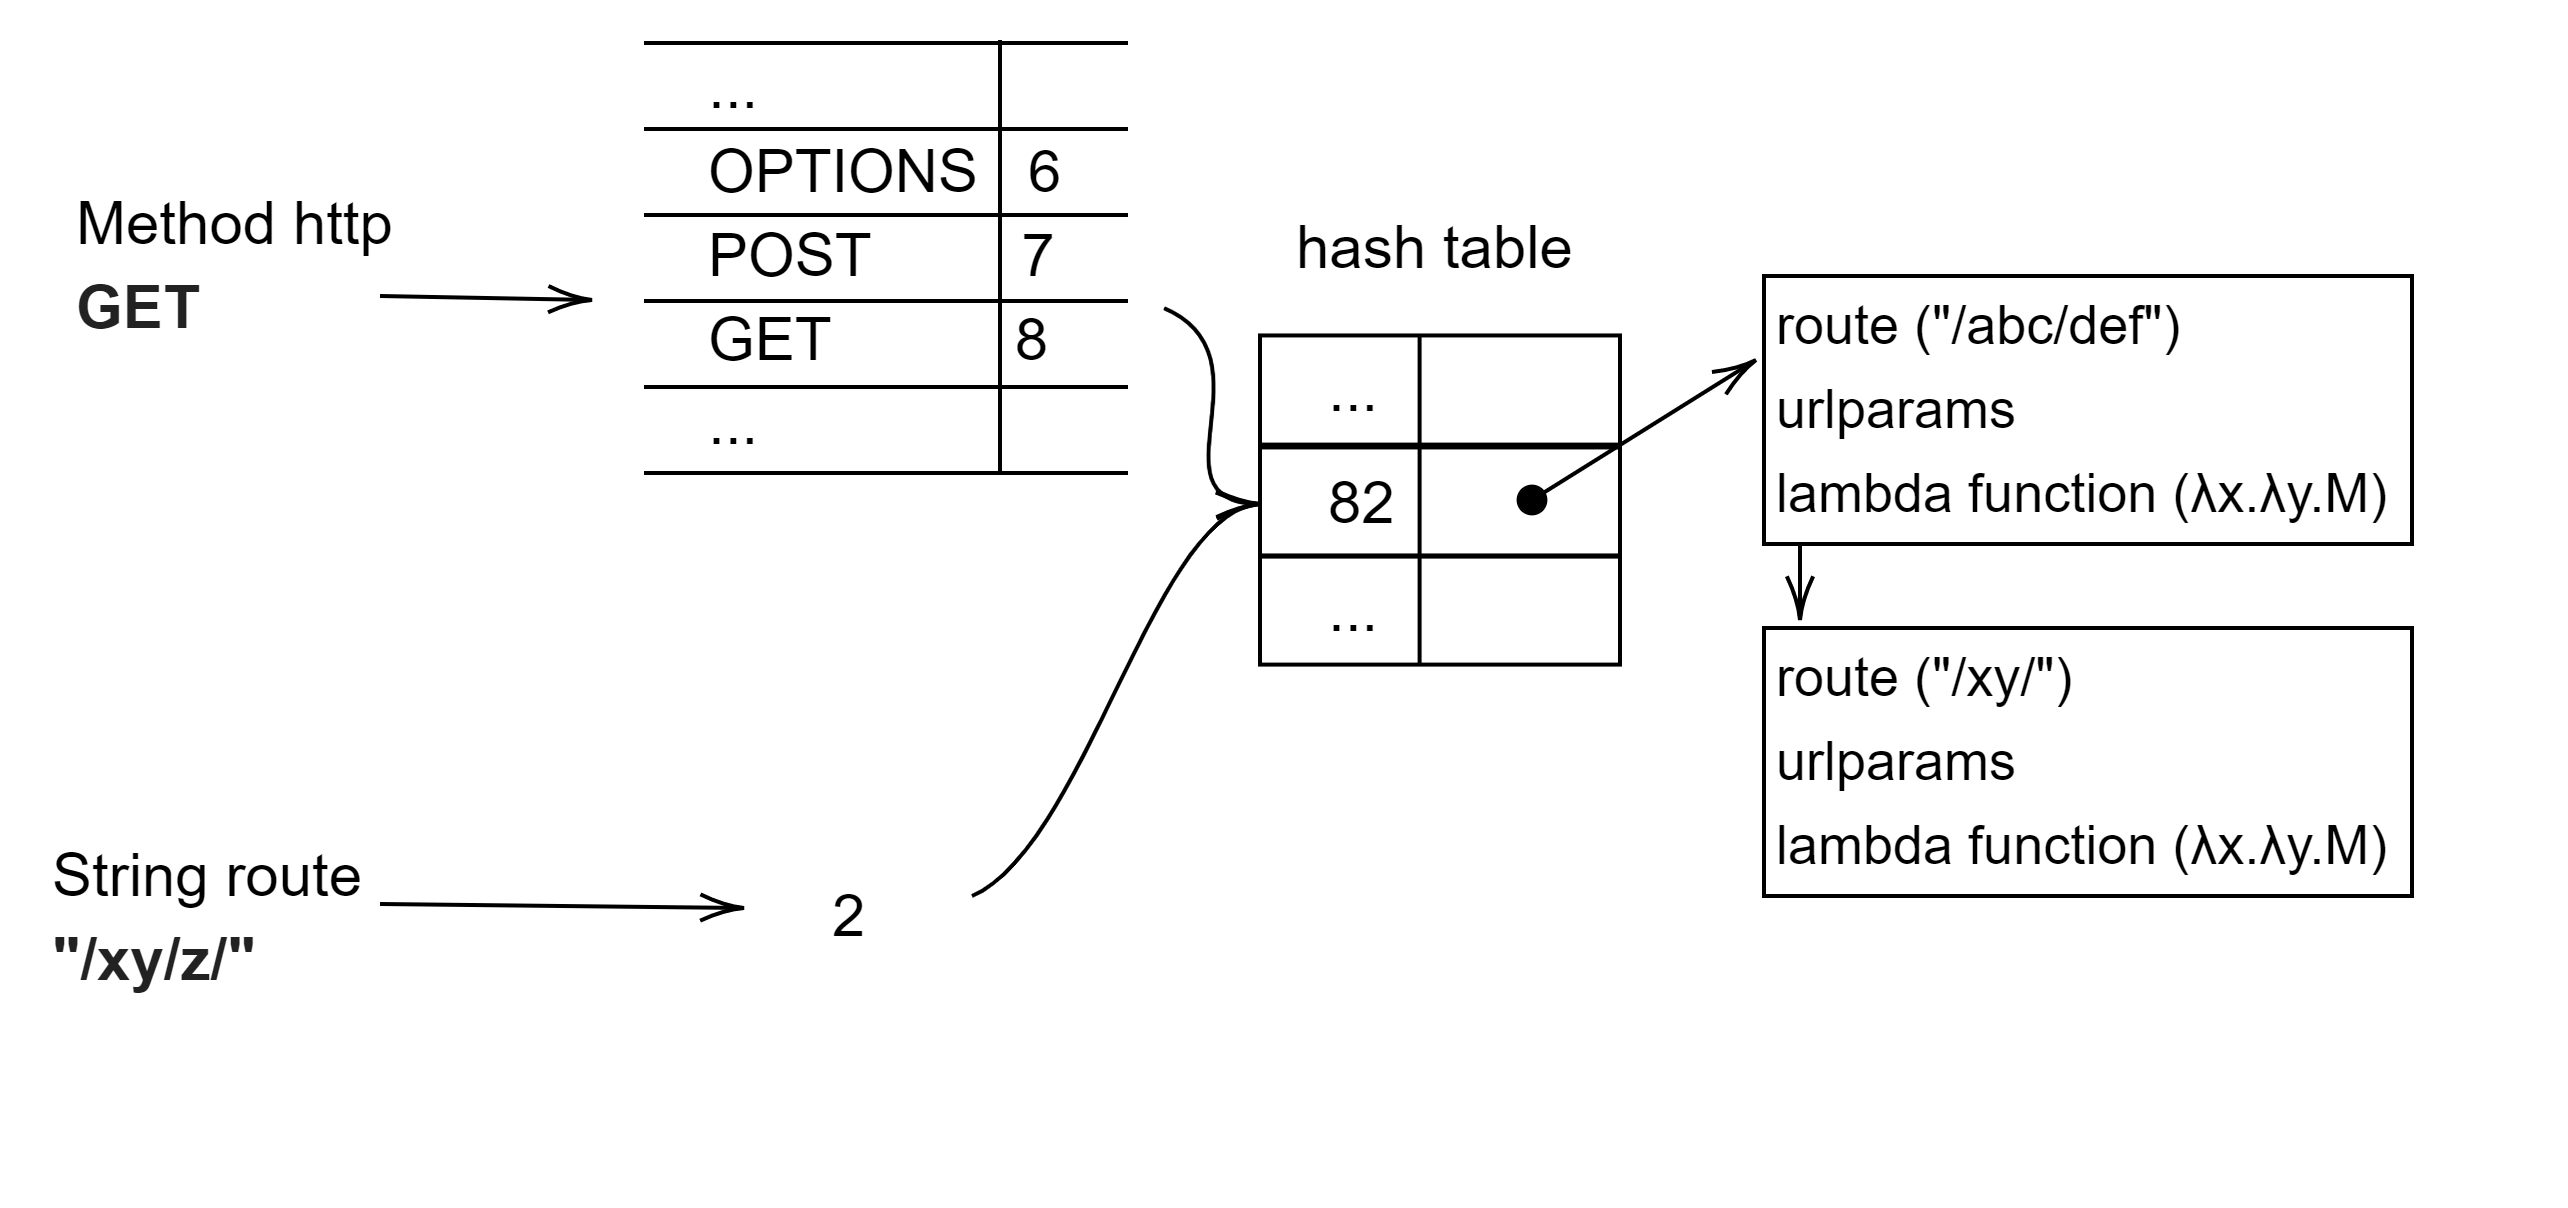 ...
OPTIONS 6
POST 7
GET 8
...
Method http
GET
String route
"/xy/z/"
2
hash table
...
82
...
route ("/abc/def")
urlparams
lambda function (λx.λy.M)
route ("/xy/")
urlparams
lambda function (λx.λy.M)